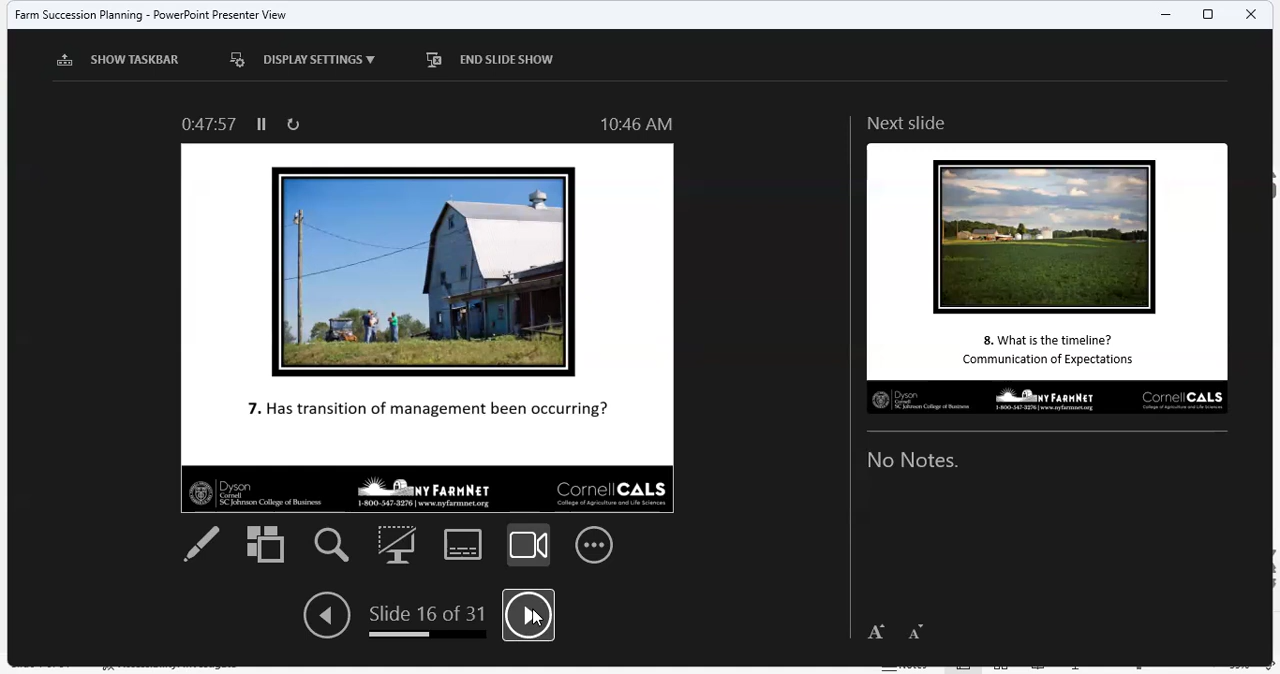 Farm Succession Planning - PowerPoint Presenter View
SHOW TASKBAR
DISPLAY SETTINGS ▼
END SLIDE SHOW
0:47:57
10:46 AM
7. Has transition of management been occurring?
Dyson
Cornell
SC Johnson College of Business
NY FARMNET
1-800-547-3276 | www.nyfarmnet.org
CornellCALS
College of Agriculture and Life Sciences
Slide 16 of 31
Next slide
8. What is the timeline?
Communication of Expectations
Dyson
Cornell
SC Johnson College of Business
NY FARMNET
1-800-547-3276 | www.nyfarmnet.org
CornellCALS
College of Agriculture and Life Sciences
No Notes.
A A